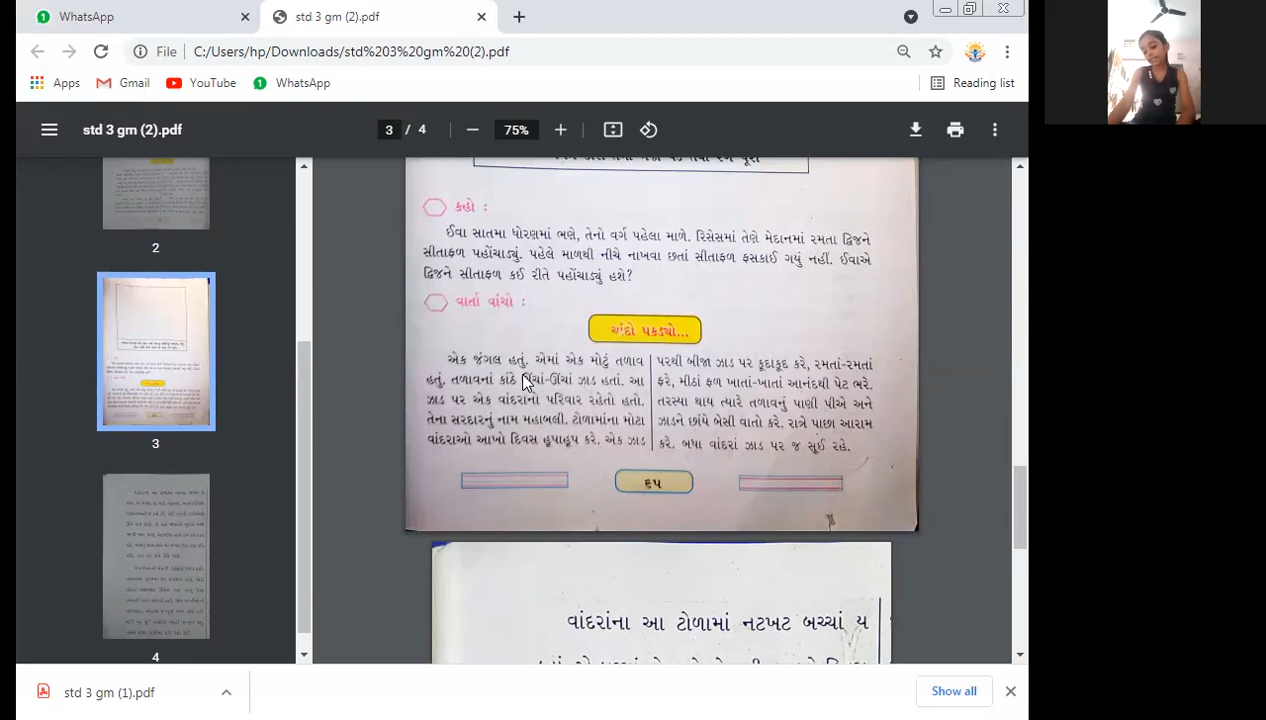 WhatsApp
std 3 gm (2).pdf
File C:/Users/hp/Downloads/std%203%20gm%20(2).pdf
Apps Gmail YouTube WhatsApp Reading list
std 3 gm (2).pdf 3 / 4 75%
2
3
4
કહો :
ઈવા સાતમા ધોરણમાં ભણે, તેનો વર્ગ પહેલા માળે. રિસેસમાં તેણે મેદાનમાં રમતા દ્વિજને
સીતાફળ પહોંચાડ્યું. પહેલે માળથી નીચે નાખવા છતાં સીતાફળ ફસકાઈ ગયું નહીં. ઈવાએ
દ્વિજને સીતાફળ કઈ રીતે પહોંચાડ્યું હશે?
વાર્તા વાંચો :
ચાંદો પકડ્યો...
એક જંગલ હતું. એમાં એક મોટું તળાવ
હતું. તળાવનાં કાંઠે ઊંચાં-ઊંચાં ઝાડ હતાં. આ
ઝાડ પર એક વાંદરાંનો પરિવાર રહેતો હતો.
તેના સરદારનું નામ મહાબલી. ટોળામાંના મોટા
વાંદરાઓ આખો દિવસ હૂપાહૂપ કરે. એક ઝાડ
પરથી બીજા ઝાડ પર કૂદાકૂદ કરે, રમતાં-રમતાં
ફરે, મીઠાં ફળ ખાતાં-ખાતાં આનંદથી પેટ ભરે.
તરસ્યા થાય ત્યારે તળાવનું પાણી પીએ અને
ઝાડને છાંયે બેસી વાતો કરે. રાત્રે પાછા આરામ
કરે. બધા વાંદરાં ઝાડ પર જ સૂઈ રહે.
૬૫
વાંદરાંના આ ટોળામાં નટખટ બચ્ચાં ય
std 3 gm (1).pdf
Show all